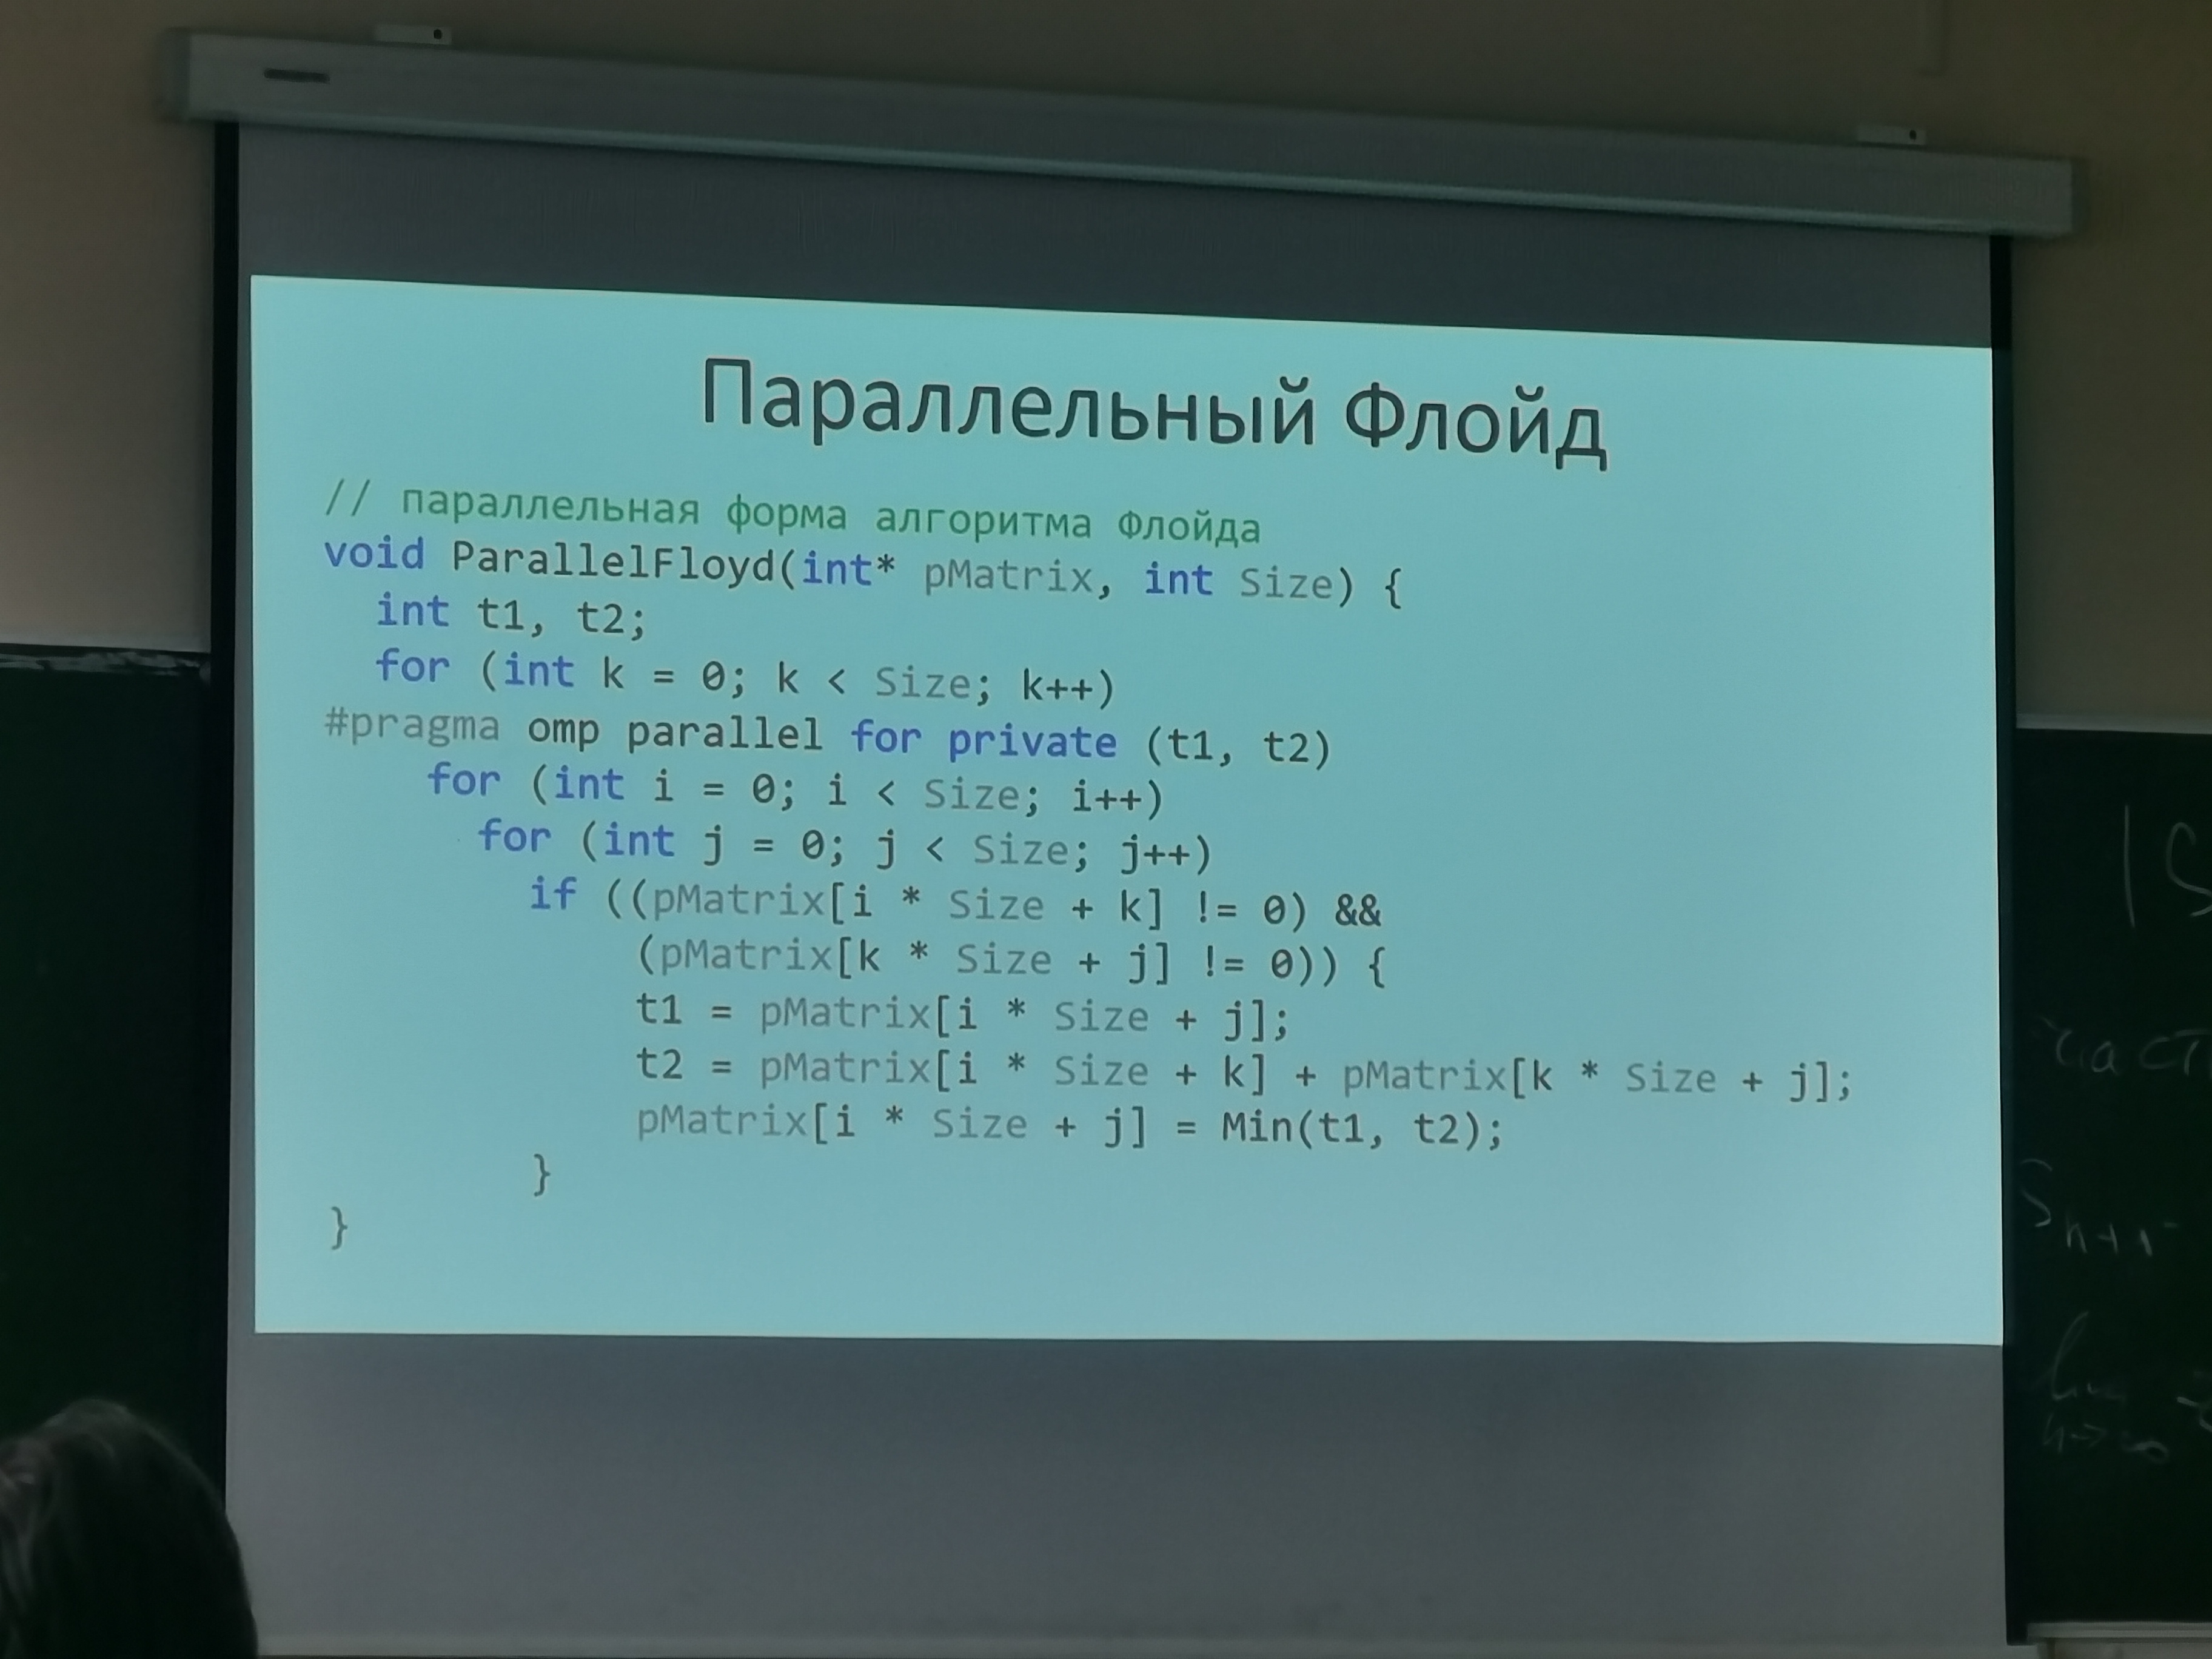 Параллельный Флойд
// параллельная форма алгоритма Флойда
void ParallelFloyd(int* pMatrix, int Size) {
int t1, t2;
for (int k = 0; k < Size; k++)
#pragma omp parallel for private (t1, t2)
for (int i = 0; i < Size; i++)
for (int j = 0; j < Size; j++)
if ((pMatrix[i * Size + k] != 0) &&
(pMatrix[k * Size + j] != 0)) {
t1 = pMatrix[i * Size + j];
t2 = pMatrix[i * Size + k] + pMatrix[k * Size + j];
pMatrix[i * Size + j] = Min(t1, t2);
}
}